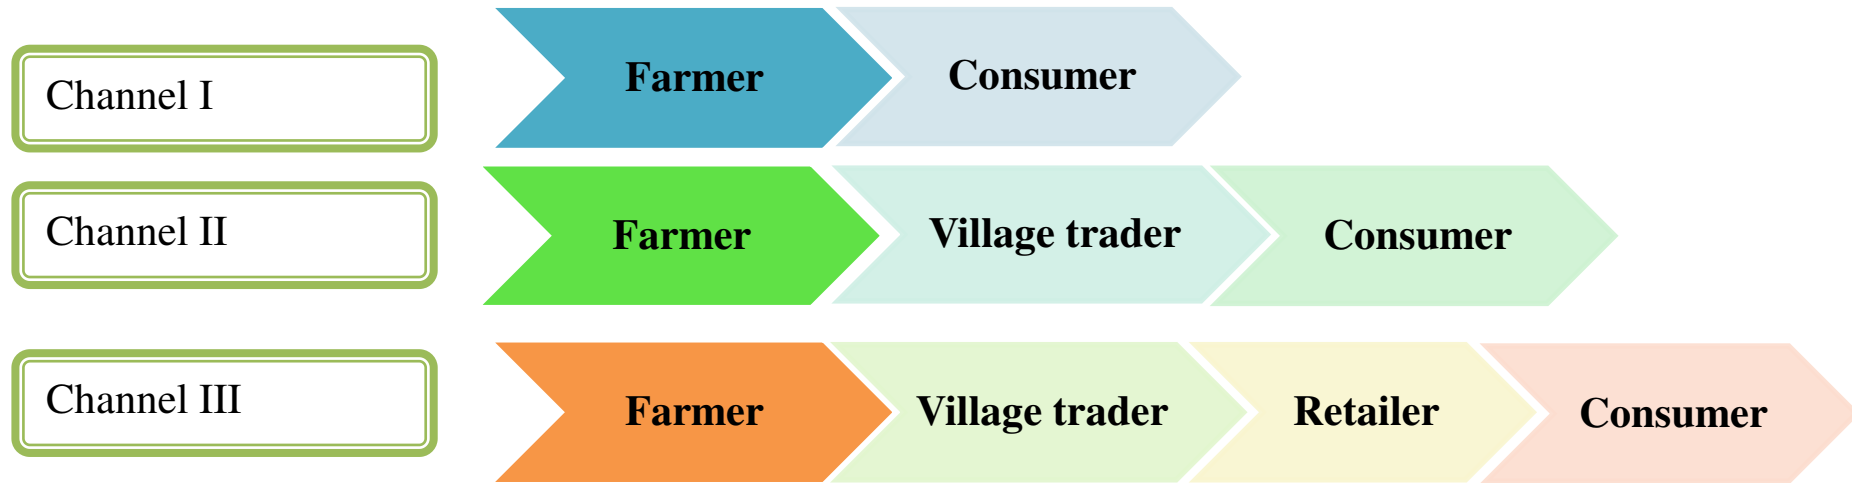 Channel I
Farmer
Consumer
Channel II
Farmer
Village trader
Consumer
Channel III
Farmer
Village trader
Retailer
Consumer